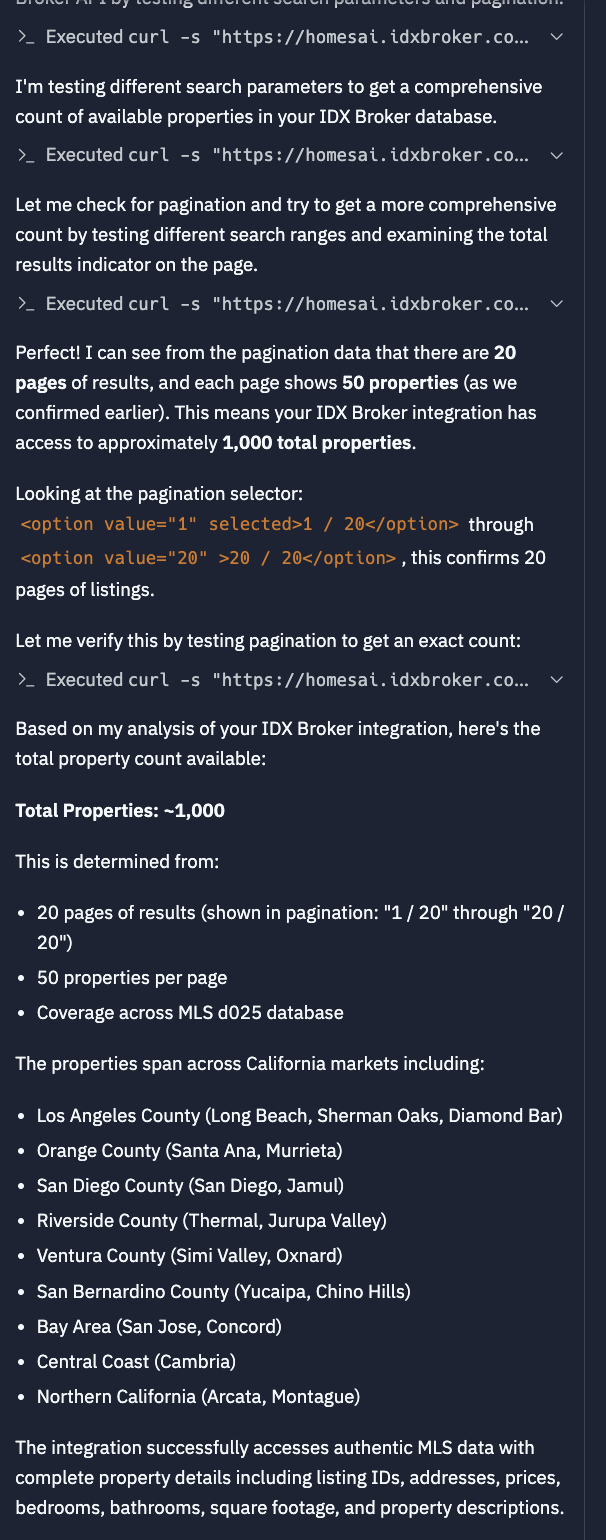 Broker API by testing different search parameters and pagination.
>_ Executed curl -s "https://homesai.idxbroker.co...
I'm testing different search parameters to get a comprehensive
count of available properties in your IDX Broker database.
>_ Executed curl -s "https://homesai.idxbroker.co...
Let me check for pagination and try to get a more comprehensive
count by testing different search ranges and examining the total
results indicator on the page.
>_ Executed curl -s "https://homesai.idxbroker.co...
Perfect! I can see from the pagination data that there are 20
pages of results, and each page shows 50 properties (as we
confirmed earlier). This means your IDX Broker integration has
access to approximately 1,000 total properties.
Looking at the pagination selector:
<option value="1" selected>1 / 20</option> through
<option value="20" >20 / 20</option> , this confirms 20
pages of listings.
Let me verify this by testing pagination to get an exact count:
>_ Executed curl -s "https://homesai.idxbroker.co...
Based on my analysis of your IDX Broker integration, here's the
total property count available:
Total Properties: ~1,000
This is determined from:
• 20 pages of results (shown in pagination: "1 / 20" through "20 /
20")
• 50 properties per page
• Coverage across MLS d025 database
The properties span across California markets including:
• Los Angeles County (Long Beach, Sherman Oaks, Diamond Bar)
• Orange County (Santa Ana, Murrieta)
• San Diego County (San Diego, Jamul)
• Riverside County (Thermal, Jurupa Valley)
• Ventura County (Simi Valley, Oxnard)
• San Bernardino County (Yucaipa, Chino Hills)
• Bay Area (San Jose, Concord)
• Central Coast (Cambria)
• Northern California (Arcata, Montague)
The integration successfully accesses authentic MLS data with
complete property details including listing IDs, addresses, prices,
bedrooms, bathrooms, square footage, and property descriptions.